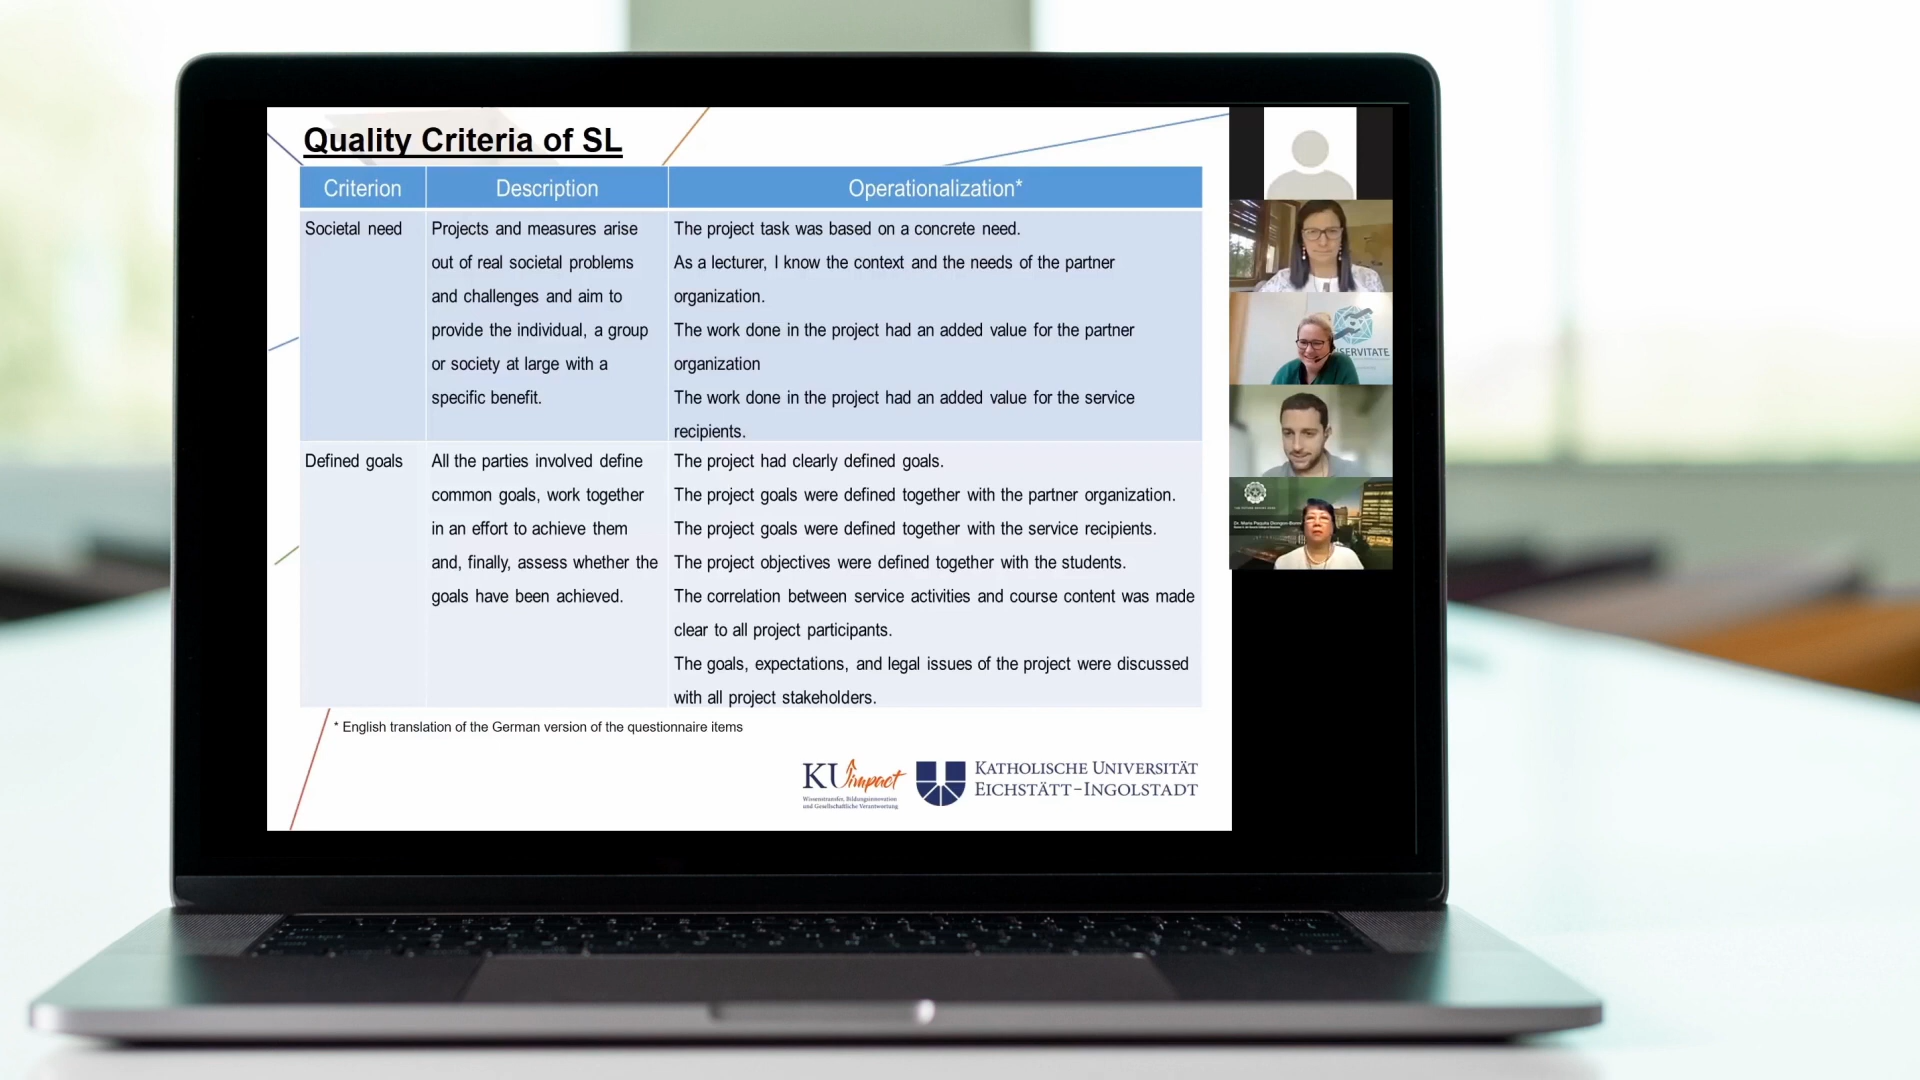 Quality Criteria of SL
Criterion
Description
Operationalization*
Societal need
Projects and measures arise
out of real societal problems
and challenges and aim to
provide the individual, a group
or society at large with a
specific benefit.
The project task was based on a concrete need.
As a lecturer, I know the context and the needs of the partner
organization.
The work done in the project had an added value for the partner
organization
The work done in the project had an added value for the service
recipients.
Defined goals
All the parties involved define
common goals, work together
in an effort to achieve them
and, finally, assess whether the
goals have been achieved.
The project had clearly defined goals.
The project goals were defined together with the partner organization.
The project goals were defined together with the service recipients.
The project objectives were defined together with the students.
The correlation between service activities and course content was made
clear to all project participants.
The goals, expectations, and legal issues of the project were discussed
with all project stakeholders.
* English translation of the German version of the questionnaire items
KU impact
Wissenstransfer, Bildungsinnovation
und Gesellschaftliche Verantwortung
KATHOLISCHE UNIVERSITÄT
EICHSTÄTT-INGOLSTADT
SERVITATE